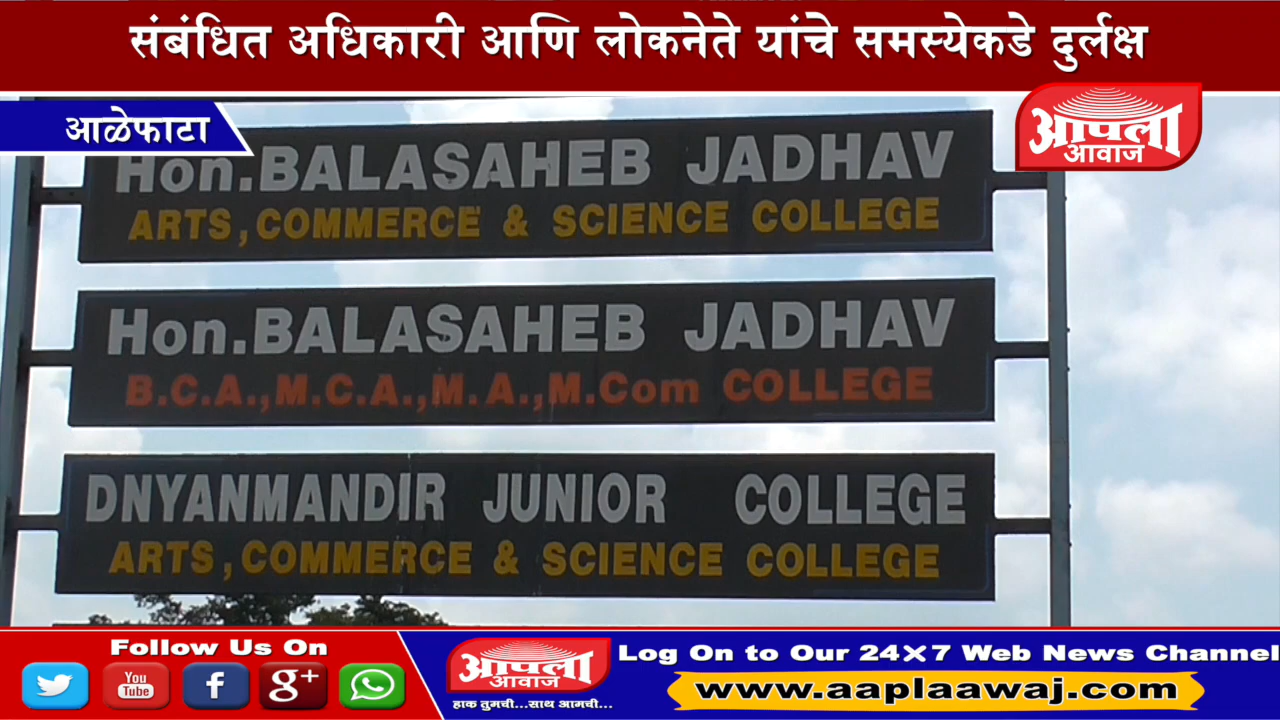 संबंधित अधिकारी आणि लोकनेते यांचे समस्येकडे दुर्लक्ष
आळेफाटा
आपला
आवाज
Hon.BALASAHEB JADHAV
ARTS, COMMERCE & SCIENCE COLLEGE
Hon.BALASAHEB JADHAV
B.C.A.,M.C.A.,M.A.,M.Com COLLEGE
DNYANMANDIR JUNIOR COLLEGE
ARTS, COMMERCE & SCIENCE COLLEGE
Follow Us On
You
Tube
f
g+
आपला
आवाज
हाक तुमची...साथ आमची...
Log On to Our 24×7 Web News Channel
www.aaplaawaj.com